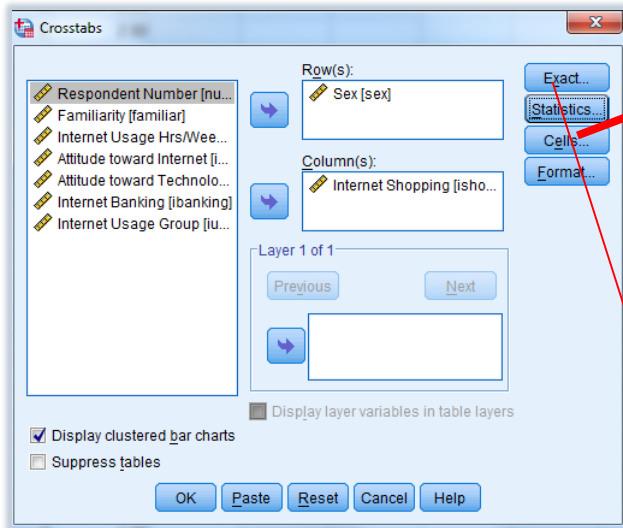 Crosstabs
Respondent Number [nu...
Familiarity [familiar]
Internet Usage Hrs/Wee...
Attitude toward Internet [i...
Attitude toward Technolo...
Internet Banking [ibanking]
Internet Usage Group [iu...
Row(s):
Sex [sex]
Column(s):
Internet Shopping [isho...
Layer 1 of 1
Previous
Next
Display layer variables in table layers
Exact...
Statistics...
Cells...
Format...
Display clustered bar charts
Suppress tables
OK Paste Reset Cancel Help